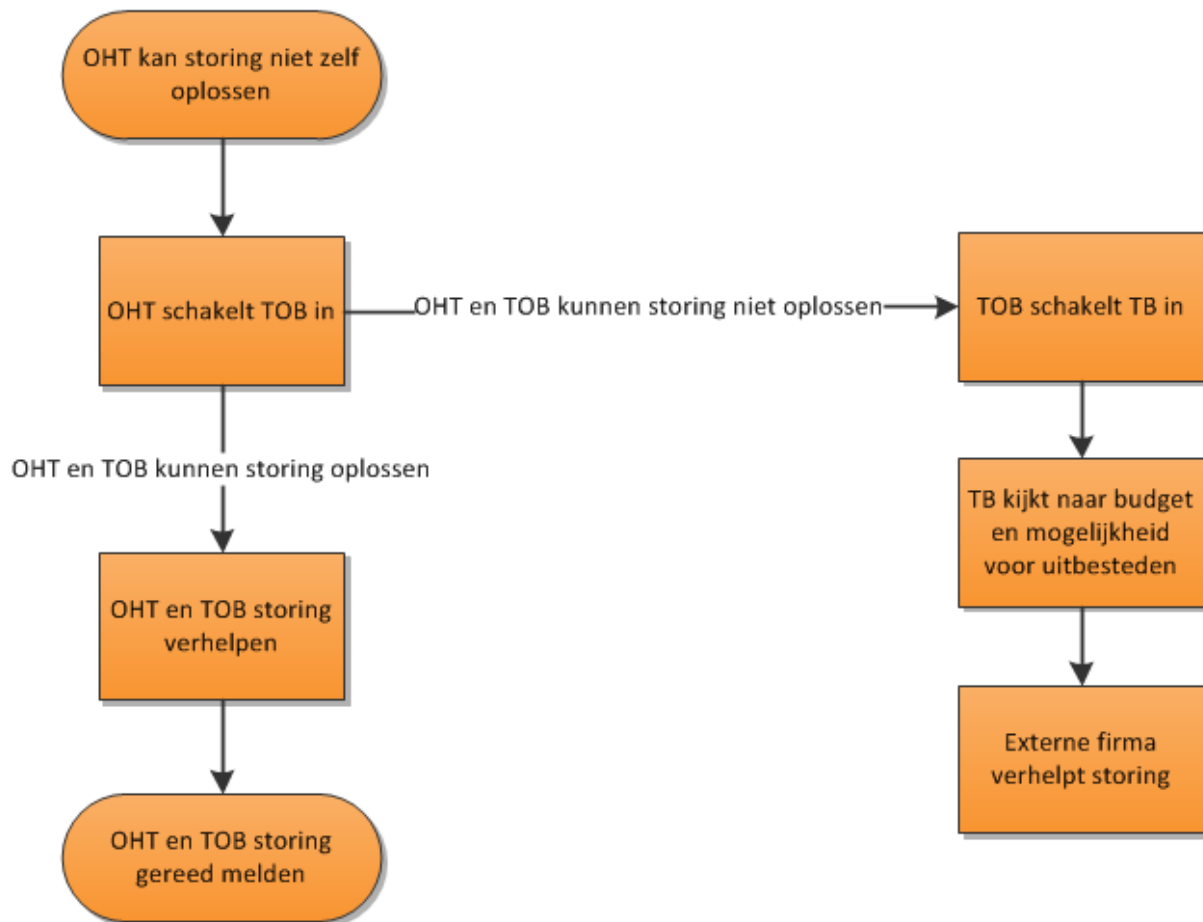 OHT kan storing niet zelf
oplossen
OHT schakelt TOB in
OHT en TOB kunnen storing niet oplossen
TOB schakelt TB in
OHT en TOB kunnen storing oplossen
TB kijkt naar budget
en mogelijkheid
voor uitbesteden
OHT en TOB storing
verhelpen
Externe firma
verhelpt storing
OHT en TOB storing
gereed melden